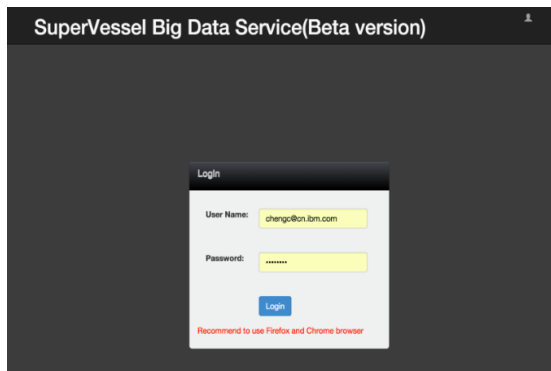 SuperVessel Big Data Service(Beta version)
LogIn
User Name: chengc@cn.ibm.com
Password: ••••••••
Login
Recommend to use Firefox and Chrome browser